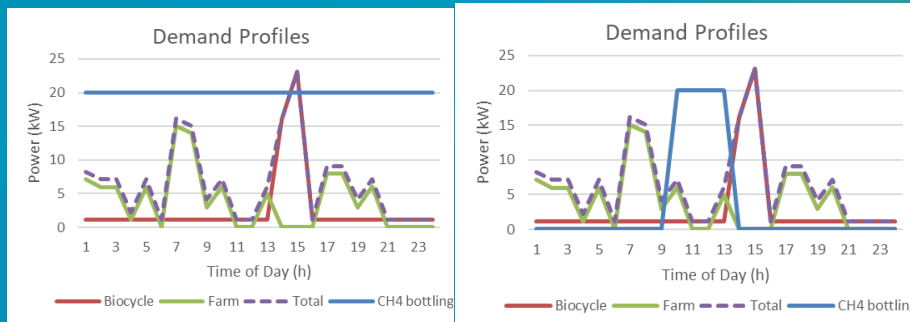 Demand Profiles
25
20
15
10
5
0
Power (kW)
1 3 5 7 9 11 13 15 17 19 21 23
Time of Day (h)
Biocycle Farm Total CH4 bottling
Demand Profiles
25
20
15
10
5
0
Power (kW)
1 3 5 7 9 11 13 15 17 19 21 23
Time of Day (h)
Biocycle Farm Total CH4 bottlin